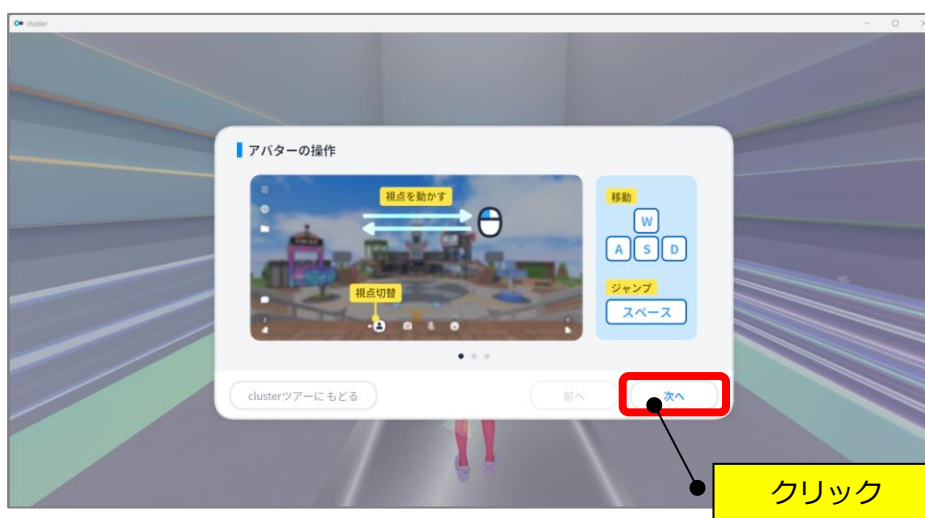 cluster
アバターの操作
視点を動かす
視点切替
移動
W
A S D
ジャンプ
スペース
clusterツアーにもどる
前へ
次へ
クリック